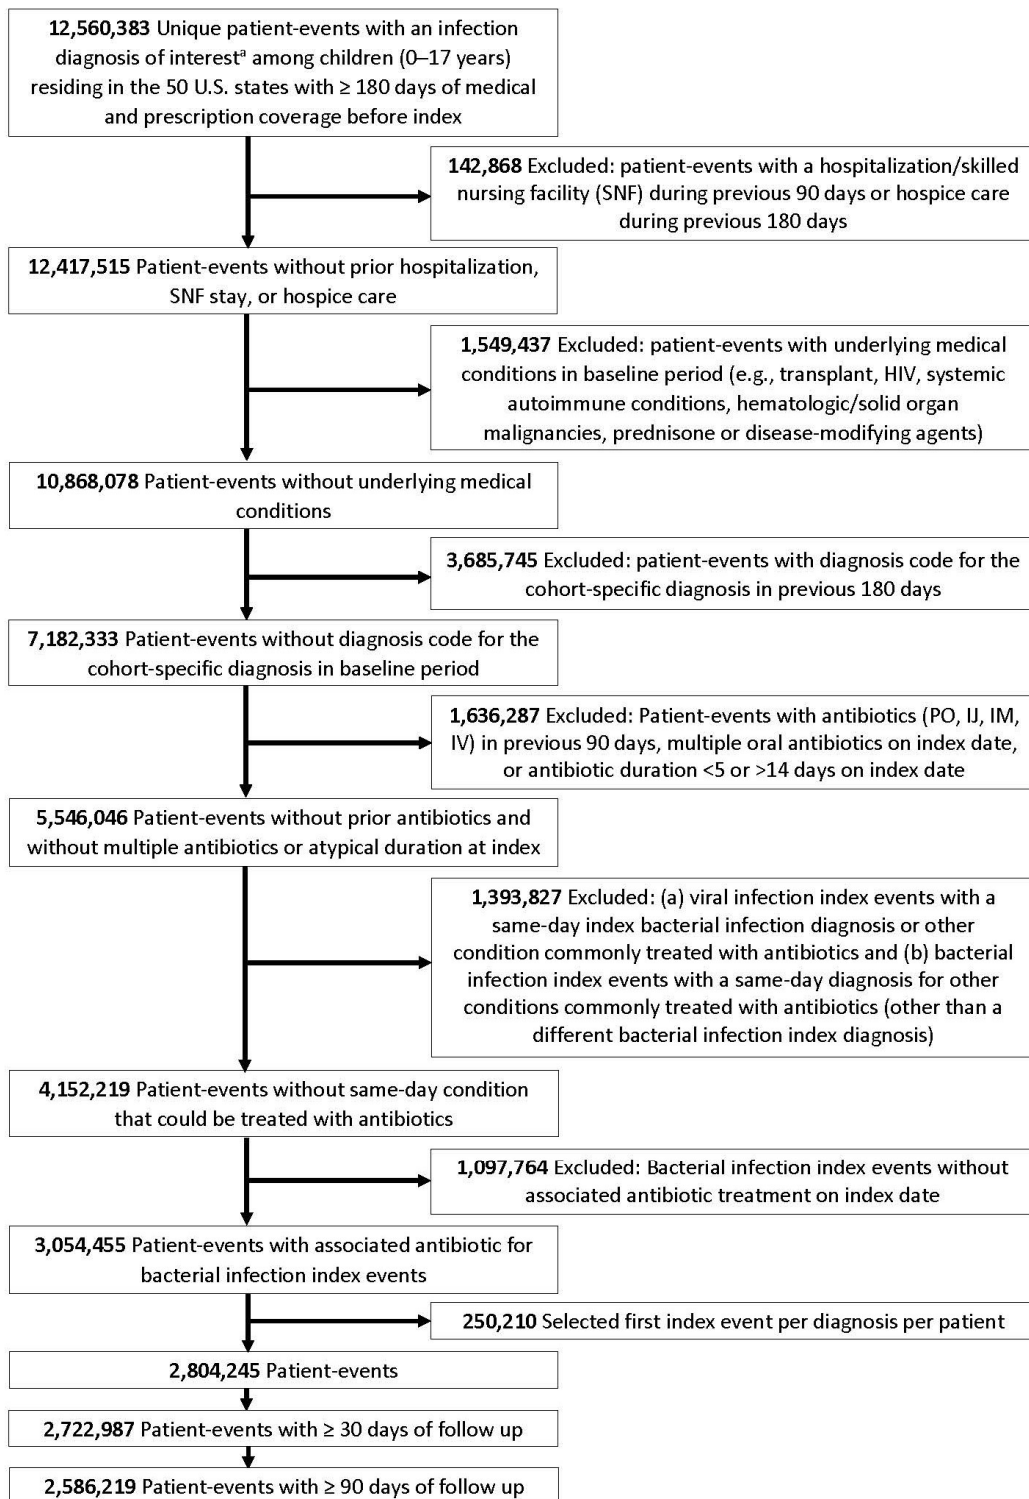 12,560,383 Unique patient-events with an infection
diagnosis of interestᵃ among children (0–17 years)
residing in the 50 U.S. states with ≥ 180 days of medical
and prescription coverage before index
142,868 Excluded: patient-events with a hospitalization/skilled
nursing facility (SNF) during previous 90 days or hospice care
during previous 180 days
12,417,515 Patient-events without prior hospitalization,
SNF stay, or hospice care
1,549,437 Excluded: patient-events with underlying medical
conditions in baseline period (e.g., transplant, HIV, systemic
autoimmune conditions, hematologic/solid organ
malignancies, prednisone or disease-modifying agents)
10,868,078 Patient-events without underlying medical
conditions
3,685,745 Excluded: patient-events with diagnosis code for the
cohort-specific diagnosis in previous 180 days
7,182,333 Patient-events without diagnosis code for the
cohort-specific diagnosis in baseline period
1,636,287 Excluded: Patient-events with antibiotics (PO, IJ, IM,
IV) in previous 90 days, multiple oral antibiotics on index date,
or antibiotic duration <5 or >14 days on index date
5,546,046 Patient-events without prior antibiotics and
without multiple antibiotics or atypical duration at index
1,393,827 Excluded: (a) viral infection index events with a
same-day index bacterial infection diagnosis or other
condition commonly treated with antibiotics and (b) bacterial
infection index events with a same-day diagnosis for other
conditions commonly treated with antibiotics (other than a
different bacterial infection index diagnosis)
4,152,219 Patient-events without same-day condition
that could be treated with antibiotics
1,097,764 Excluded: Bacterial infection index events without
associated antibiotic treatment on index date
3,054,455 Patient-events with associated antibiotic for
bacterial infection index events
250,210 Selected first index event per diagnosis per patient
2,804,245 Patient-events
2,722,987 Patient-events with ≥ 30 days of follow up
2,586,219 Patient-events with ≥ 90 days of follow up